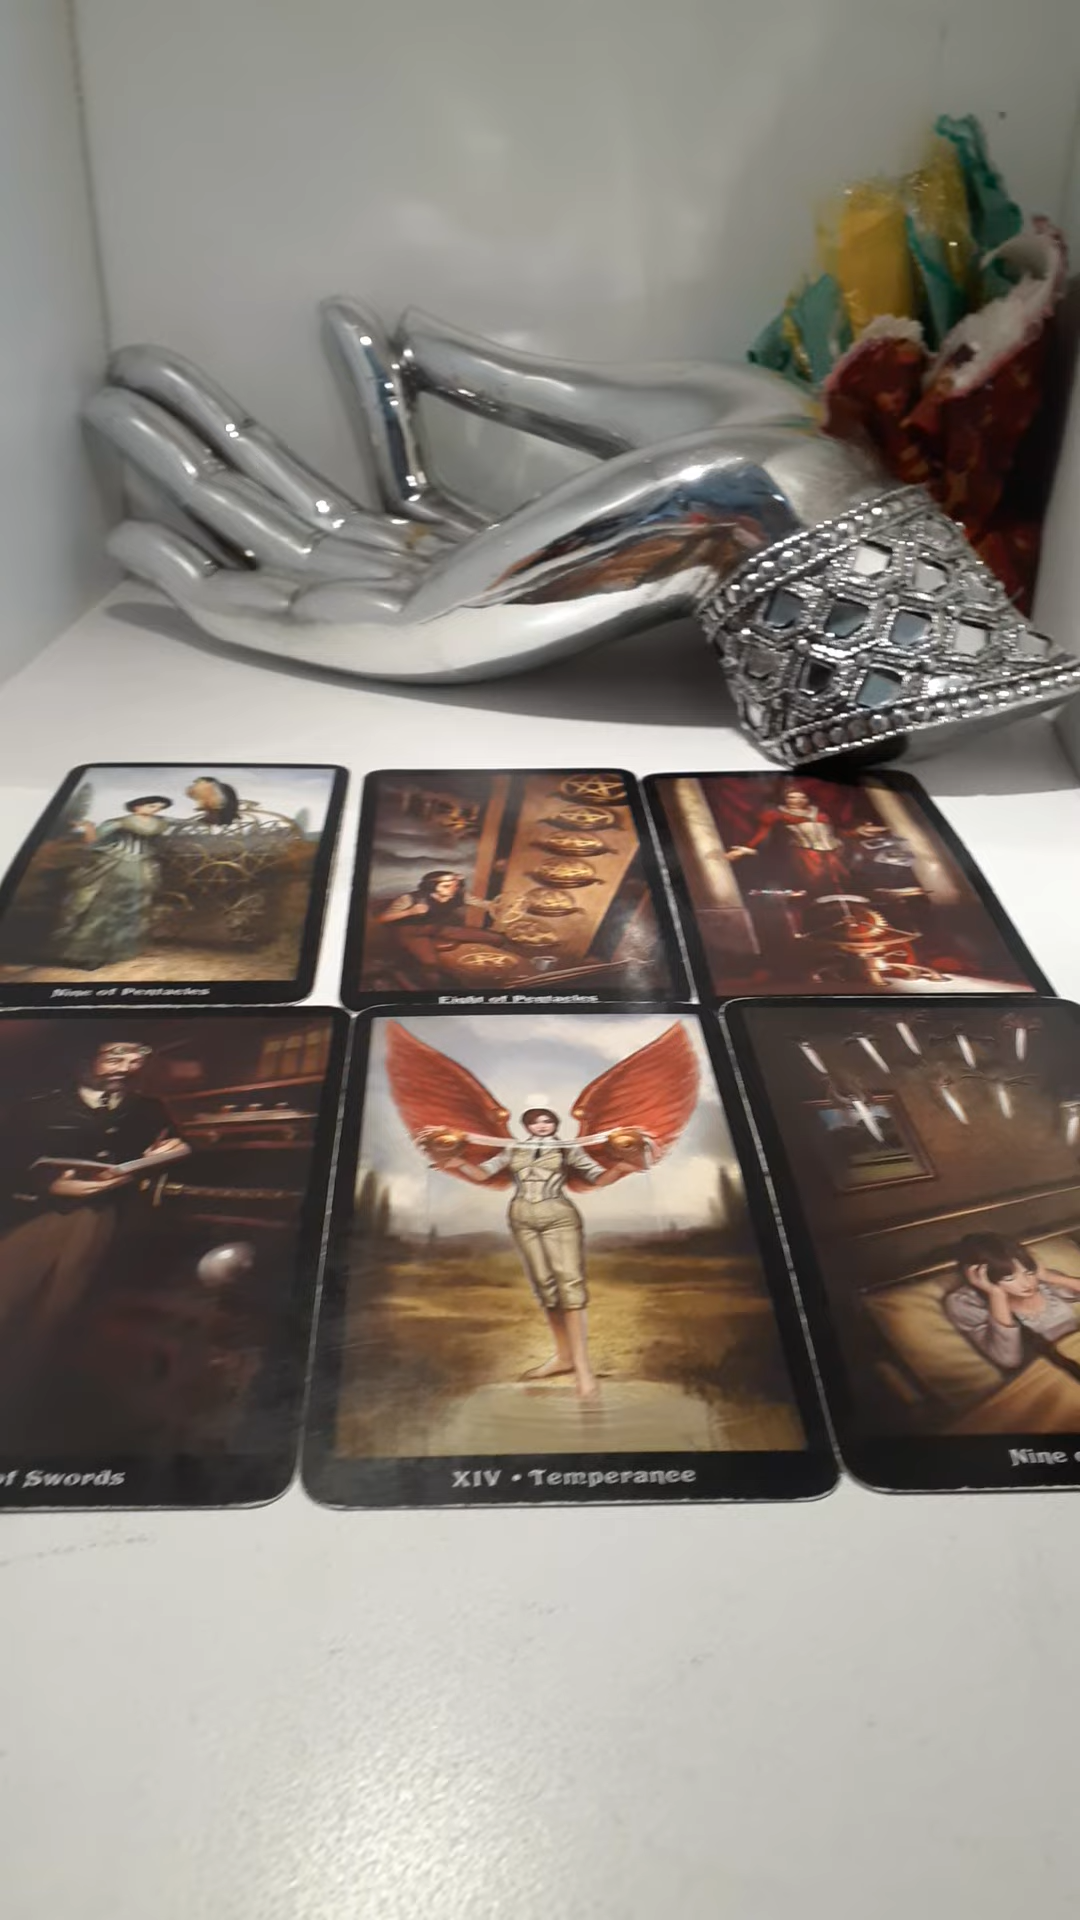 Nine of Pentacles
Eight of Pentacles
of Swords
XIV • Temperance
Nine